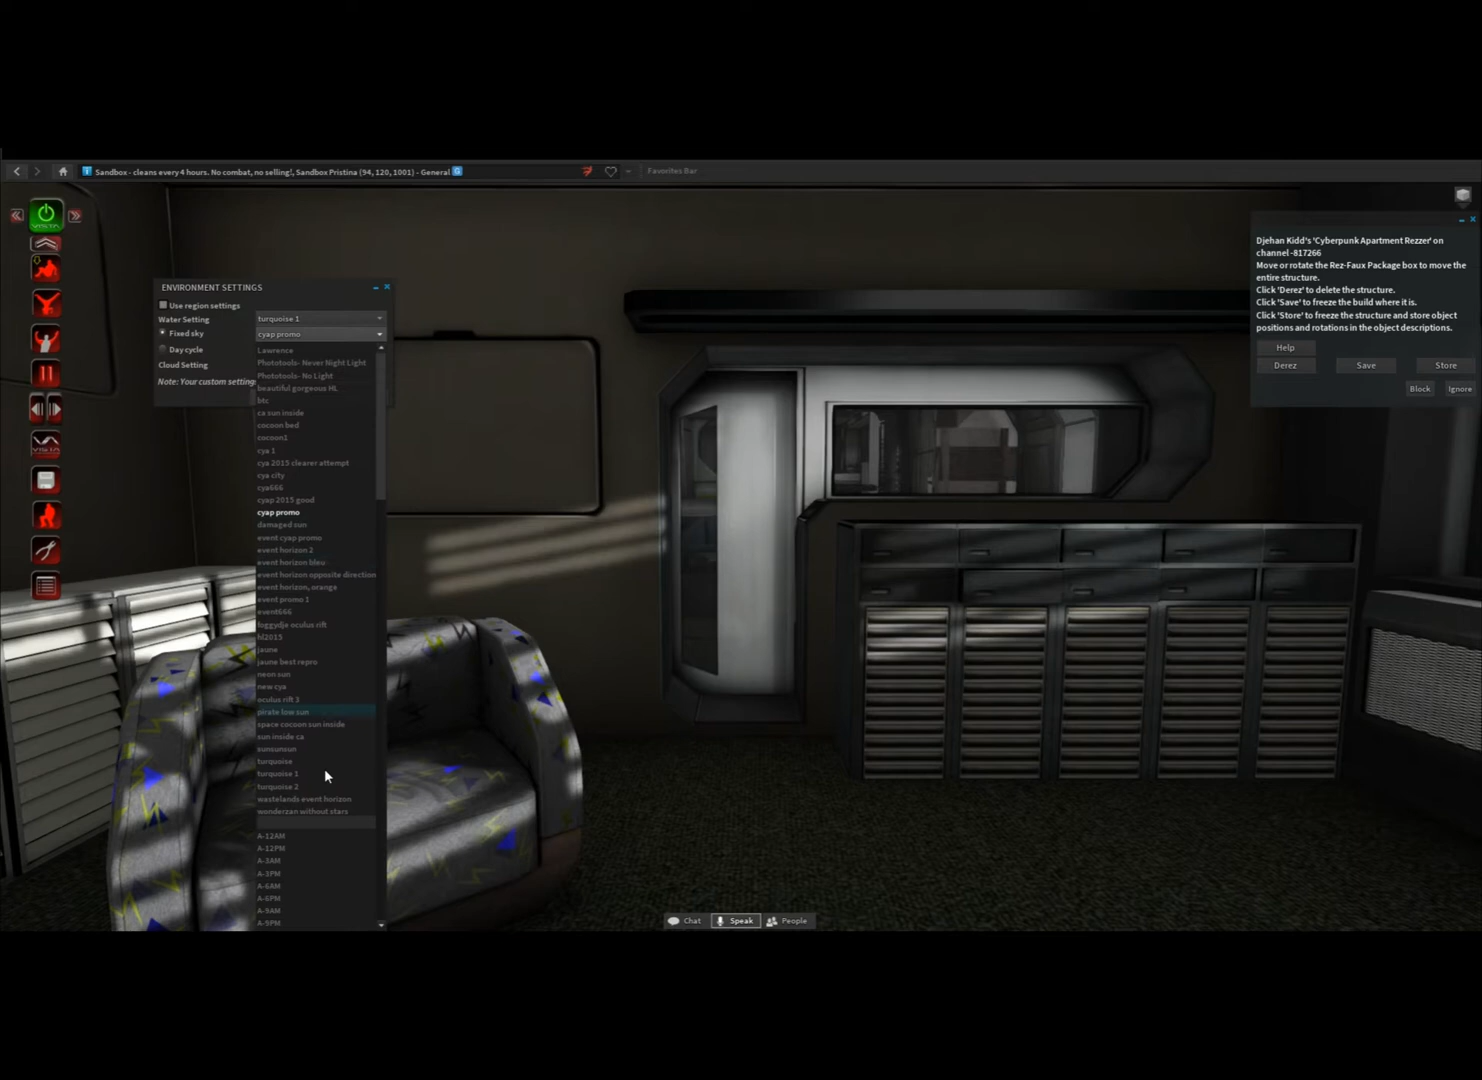 Sandbox - cleans every 4 hours. No combat, no selling!, Sandbox Pristina (94, 120, 1001) - General G
Favorites Bar
VISTA
ENVIRONMENT SETTINGS
Use region settings
Water Setting turquoise 1
Fixed sky cyap promo
Day cycle
Cloud Setting
Note: Your custom setting
Lawrence
Phototools- Never Night Light
Phototools- No Light
beautiful gorgeous HL
btc
ca sun inside
cocoon bed
cocoon1
cya 1
cya 2015 clearer attempt
cya city
cya666
cyap 2015 good
cyap promo
damaged sun
event cyap promo
event horizon 2
event horizon bleu
event horizon opposite direction
event horizon, orange
event promo 1
event666
foggydje oculus rift
hl2015
jaune
jaune best repro
neon sun
new cya
oculus rift 3
pirate low sun
space cocoon sun inside
sun inside ca
sunsunsun
turquoise
turquoise 1
turquoise 2
wastelands event horizon
wonderzan without stars
A-12AM
A-12PM
A-3AM
A-3PM
A-6AM
A-6PM
A-9AM
A-9PM
VISTA
Djehan Kidd's 'Cyberpunk Apartment Rezzer' on
channel -817266
Move or rotate the Rez-Faux Package box to move the
entire structure.
Click 'Derez' to delete the structure.
Click 'Save' to freeze the build where it is.
Click 'Store' to freeze the structure and store object
positions and rotations in the object descriptions.
Help
Derez Save Store
Block Ignore
Chat Speak People